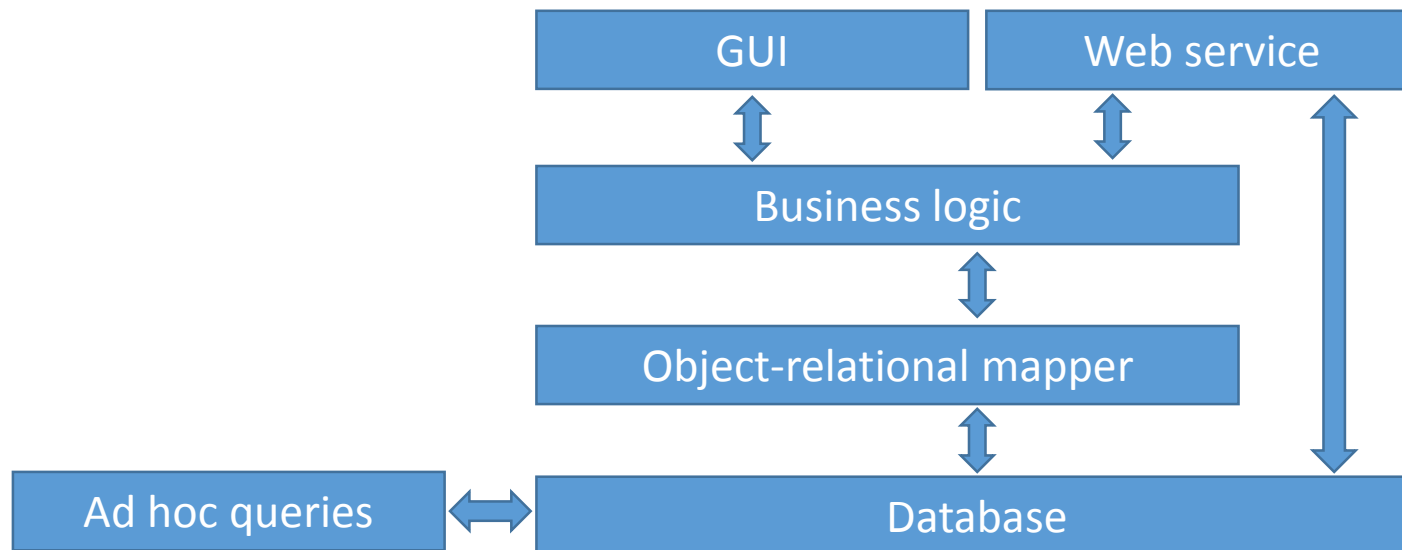 GUI
Web service
Business logic
Object-relational mapper
Ad hoc queries
Database